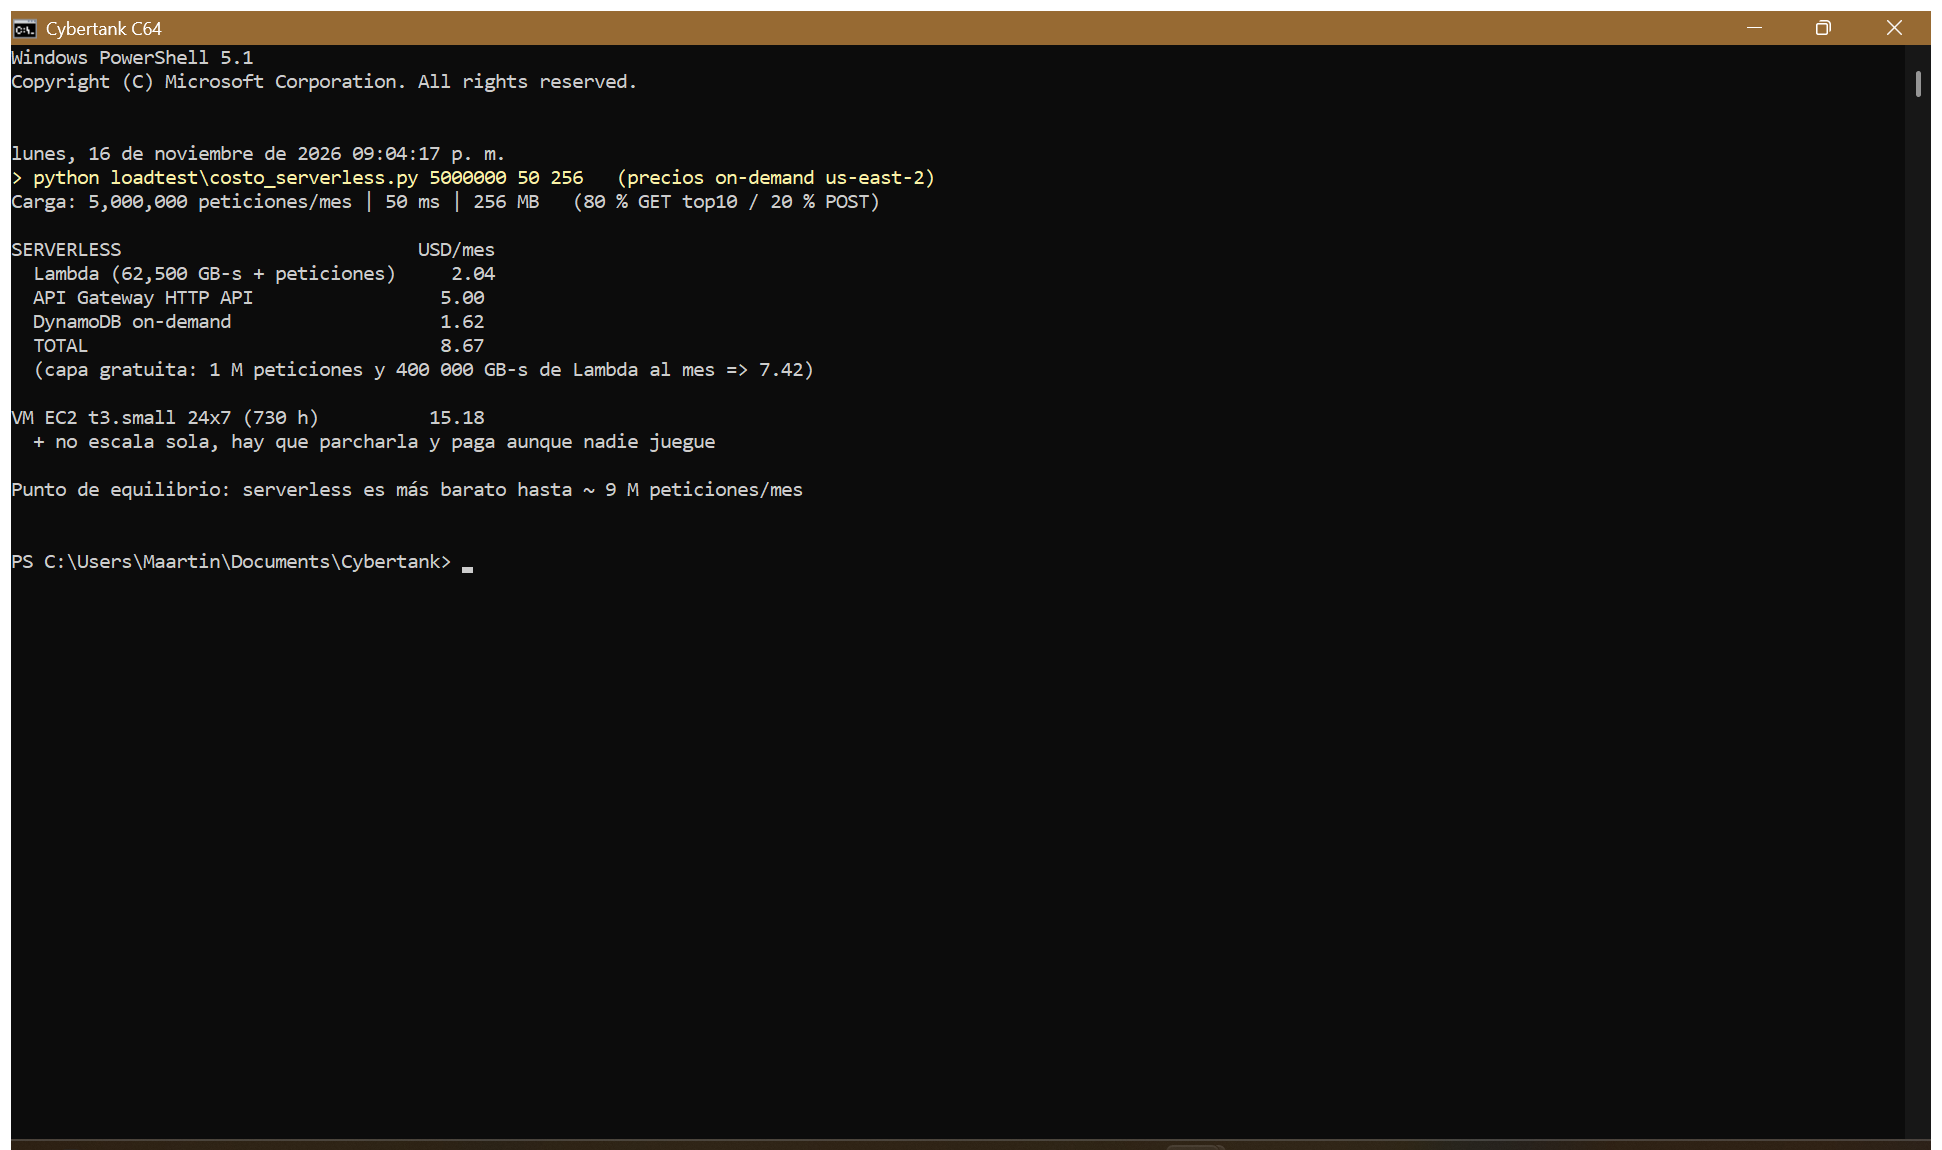 Cybertank C64
Windows PowerShell 5.1
Copyright (C) Microsoft Corporation. All rights reserved.
lunes, 16 de noviembre de 2026 09:04:17 p. m.
> python loadtest\costo_serverless.py 5000000 50 256   (precios on-demand us-east-2)
Carga: 5,000,000 peticiones/mes | 50 ms | 256 MB   (80 % GET top10 / 20 % POST)
SERVERLESS                           USD/mes
  Lambda (62,500 GB-s + peticiones)     2.04
  API Gateway HTTP API                 5.00
  DynamoDB on-demand                   1.62
  TOTAL                                8.67
  (capa gratuita: 1 M peticiones y 400 000 GB-s de Lambda al mes => 7.42)
VM EC2 t3.small 24x7 (730 h)          15.18
  + no escala sola, hay que parcharla y paga aunque nadie juegue
Punto de equilibrio: serverless es más barato hasta ~ 9 M peticiones/mes
PS C:\Users\Maartin\Documents\Cybertank>